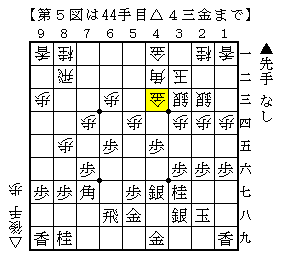 【第５図は44手目△４三金まで】
9 8 7 6 5 4 3 2 1
香 桂 金 桂 香 一
飛 角 玉 二
歩 歩 金 銀 銀 三
歩 歩 歩 歩 歩 四
歩 歩 歩 五
歩 歩 歩 歩 六
歩 歩 角 歩 銀 桂 七
飛 金 銀 玉 八
香 桂 金 香 九
▲先手 なし
△後手 歩